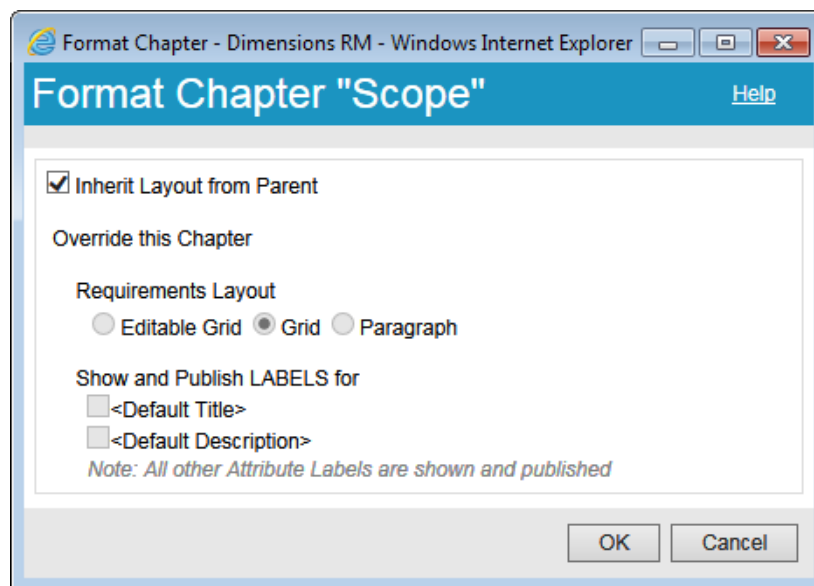 Format Chapter - Dimensions RM - Windows Internet Explorer
Format Chapter "Scope" Help
Inherit Layout from Parent
Override this Chapter
Requirements Layout
Editable Grid Grid Paragraph
Show and Publish LABELS for
<Default Title>
<Default Description>
Note: All other Attribute Labels are shown and published
OK Cancel